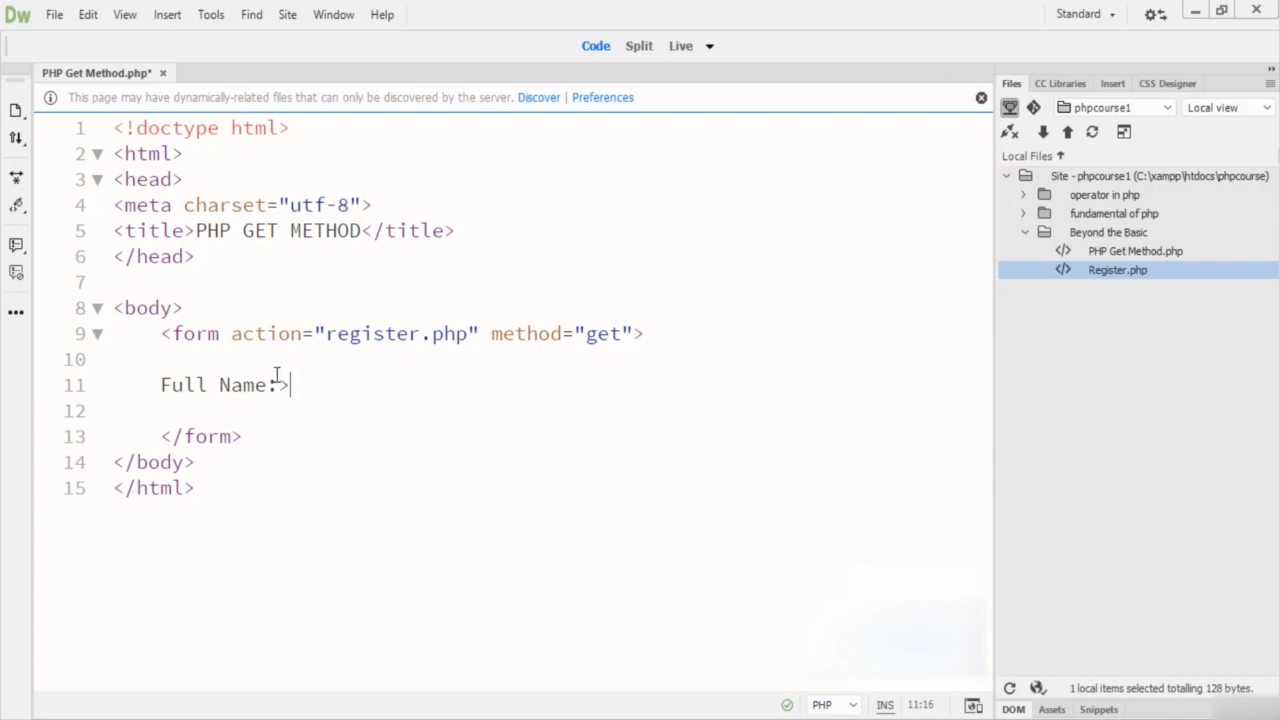 Dw File Edit View Insert Tools Find Site Window Help Standard
Code Split Live
PHP Get Method.php*
This page may have dynamically-related files that can only be discovered by the server. Discover | Preferences
1 <!doctype html>
2 <html>
3 <head>
4 <meta charset="utf-8">
5 <title>PHP GET METHOD</title>
6 </head>
7
8 <body>
9 <form action="register.php" method="get">
10
11 Full Name:>
12
13 </form>
14 </body>
15 </html>
PHP INS 11:16
Files CC Libraries Insert CSS Designer
phpcourse1 Local view
Local Files
Site - phpcourse1 (C:\xampp\htdocs\phpcourse)
operator in php
fundamental of php
Beyond the Basic
PHP Get Method.php
Register.php
1 local items selected totalling 128 bytes.
DOM Assets Snippets